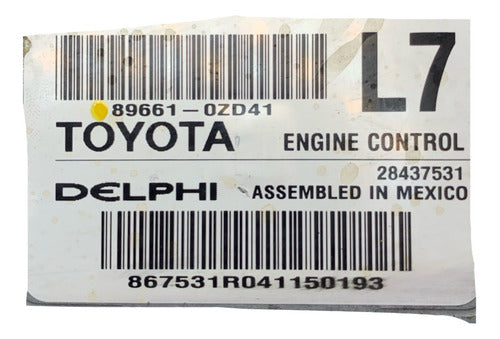 L7
89661-0ZD41
TOYOTA ENGINE CONTROL
28437531
DELPHI ASSEMBLED IN MEXICO
867531R041150193